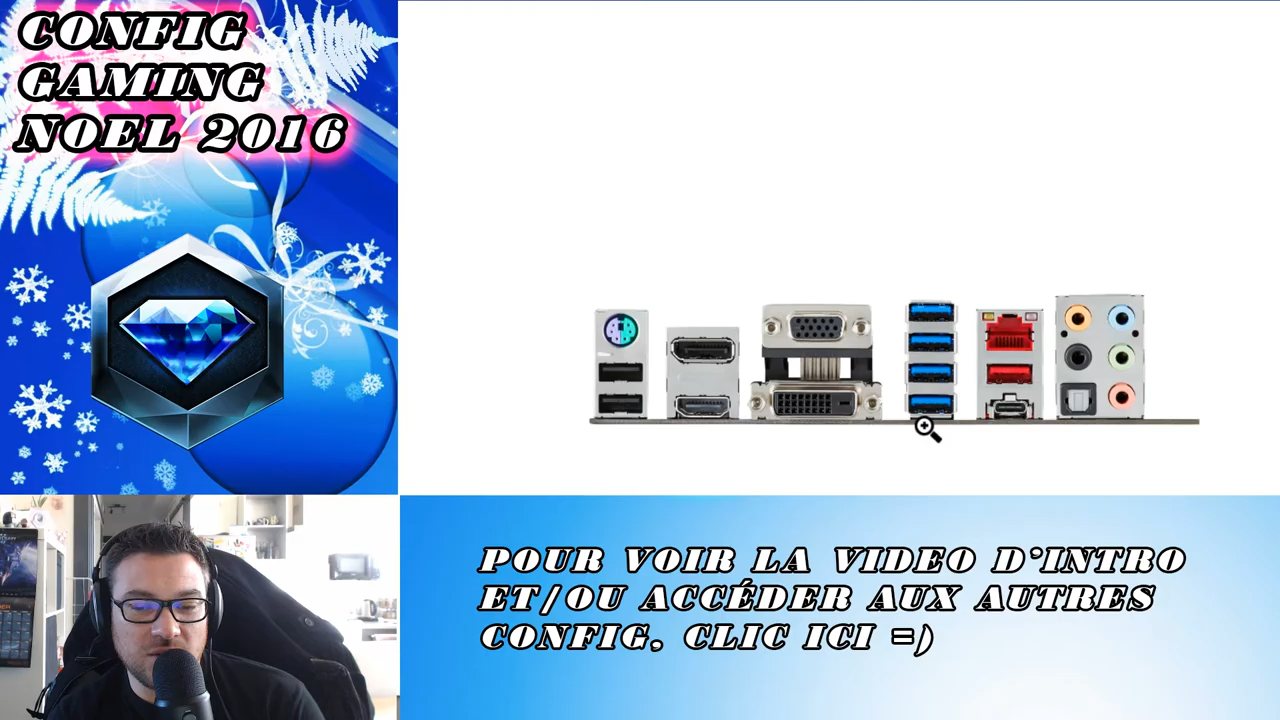 CONFIG
GAMING
NOEL 2016
POUR VOIR LA VIDEO D'INTRO
ET/OU ACCÉDER AUX AUTRES
CONFIG, CLIC ICI =)